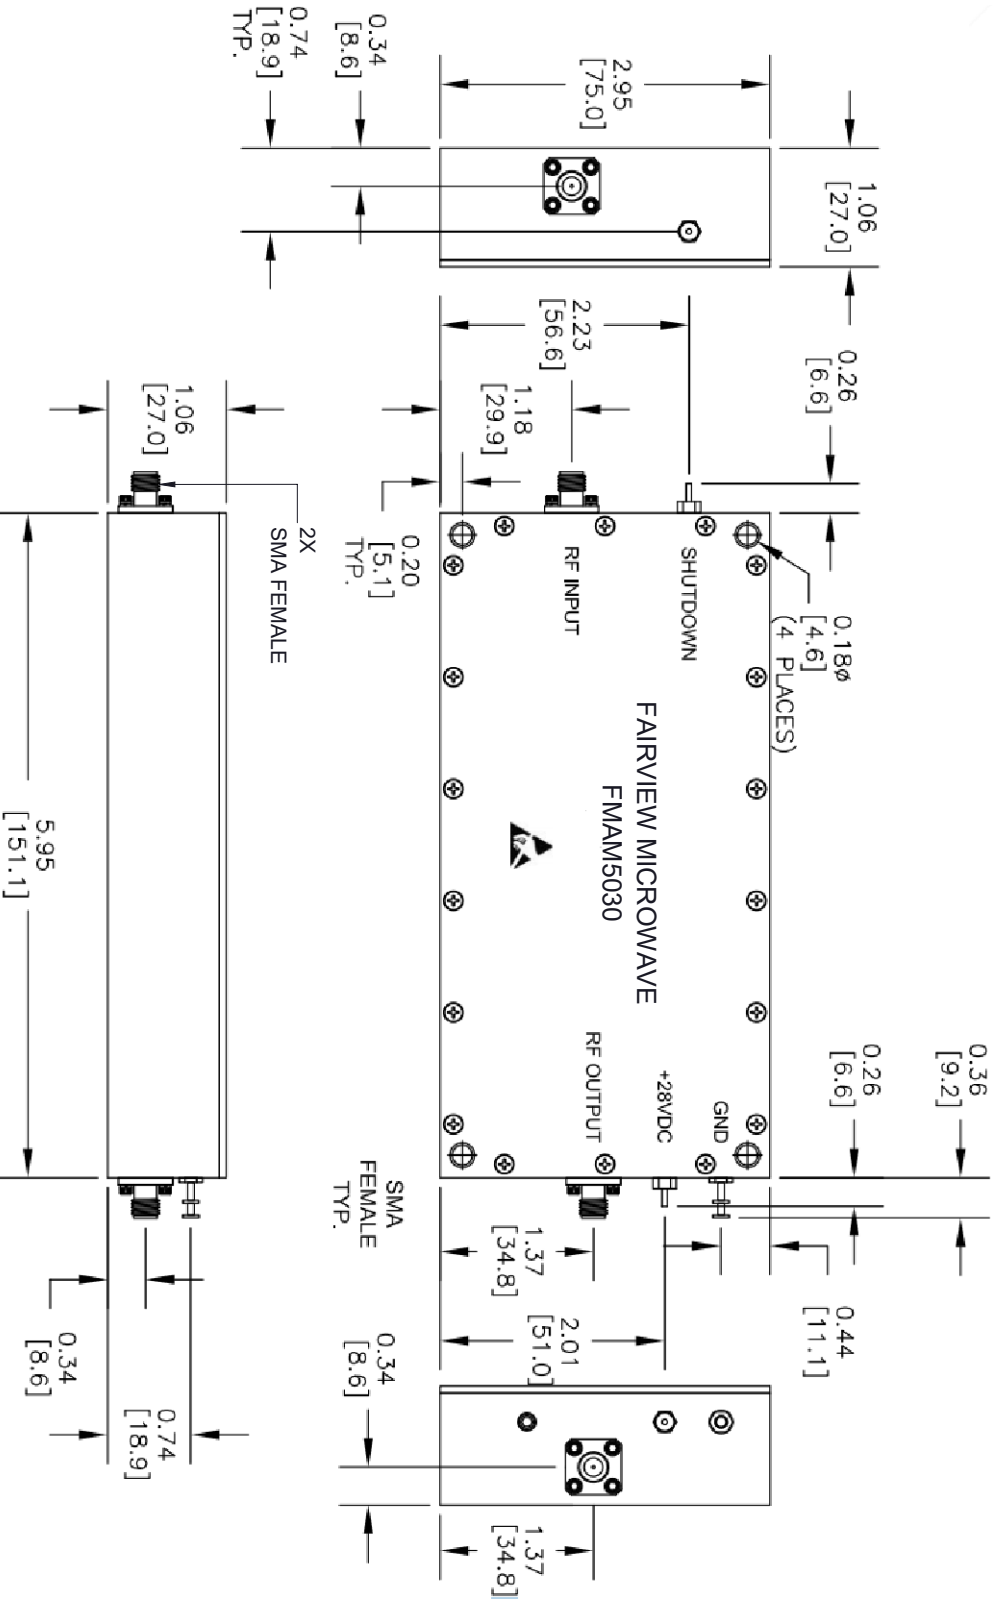 0.74
[18.9]
TYP.
0.34
[8.6]
2.95
[75.0]
1.06
[27.0]
2.23
[56.6]
1.18
[29.9]
0.26
[6.6]
1.06
[27.0]
0.20
[5.1]
TYP.
2X
SMA FEMALE
0.18ø
[4.6]
(4 PLACES)
SHUTDOWN
RF INPUT
FAIRVIEW MICROWAVE
FMAM5030
5.95
[151.1]
GND
+28VDC
RF OUTPUT
0.36
[9.2]
0.26
[6.6]
SMA
FEMALE
TYP.
1.37
[34.8]
0.44
[11.1]
2.01
[51.0]
0.34
[8.6]
0.34
[8.6]
0.74
[18.9]
1.37
[34.8]